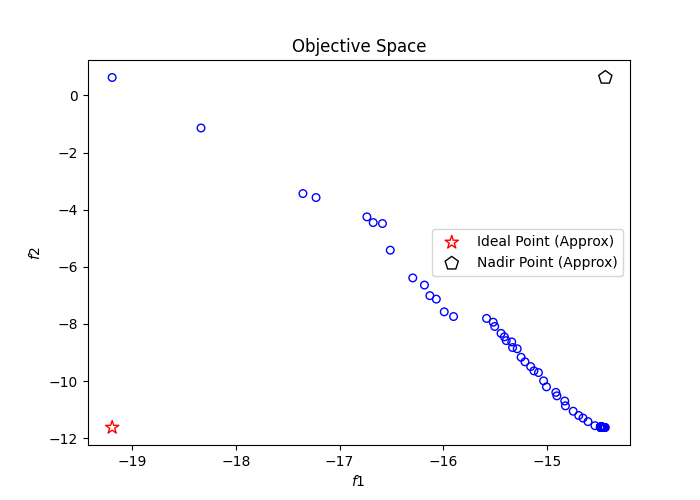 Objective Space
0
−2
−4
−6
−8
−10
−12
f2
Ideal Point (Approx)
Nadir Point (Approx)
−19
−18
−17
−16
−15
f1